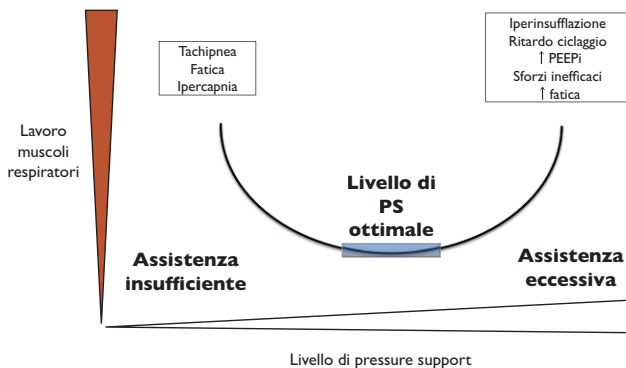 Tachipnea
Fatica
Ipercapnia
Iperinsufflazione
Ritardo ciclaggio
↑ PEEPi
Sforzi inefficaci
↑ fatica
Lavoro
muscoli
respiratori
Livello di
PS
ottimale
Assistenza
insufficiente
Assistenza
eccessiva
Livello di pressure support